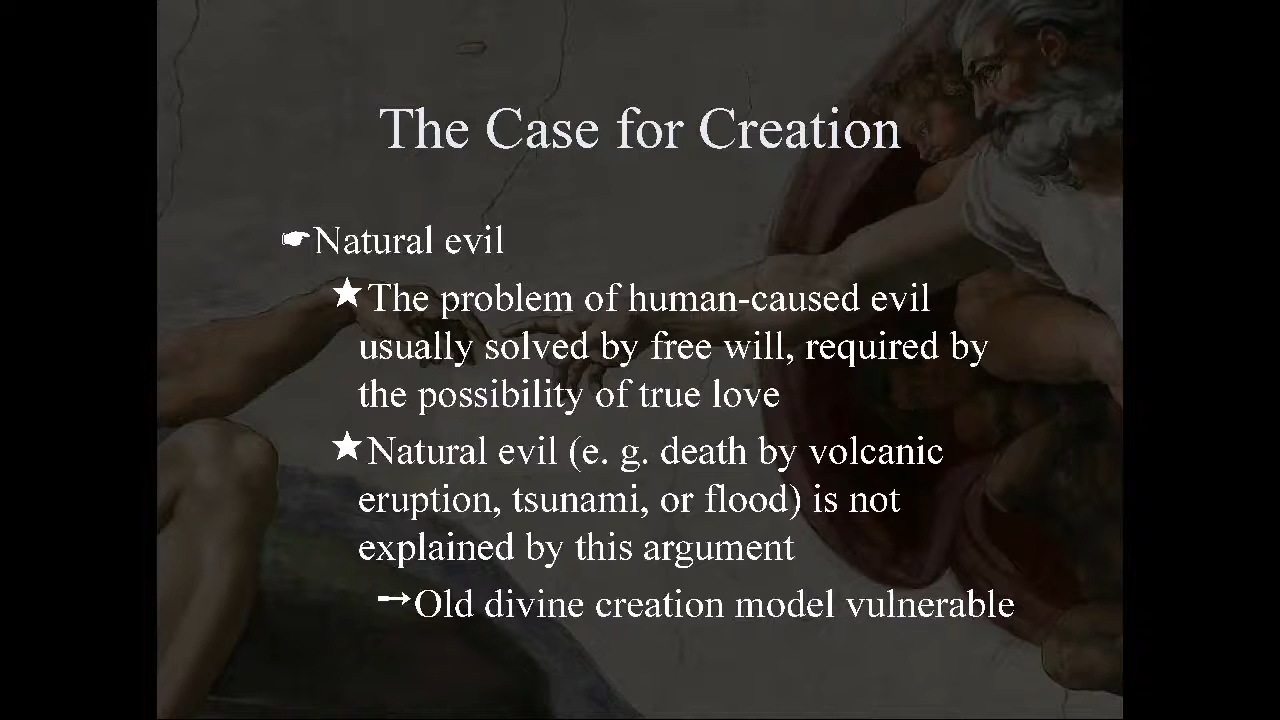 The Case for Creation
☛Natural evil
★The problem of human-caused evil
usually solved by free will, required by
the possibility of true love
★Natural evil (e. g. death by volcanic
eruption, tsunami, or flood) is not
explained by this argument
→Old divine creation model vulnerable